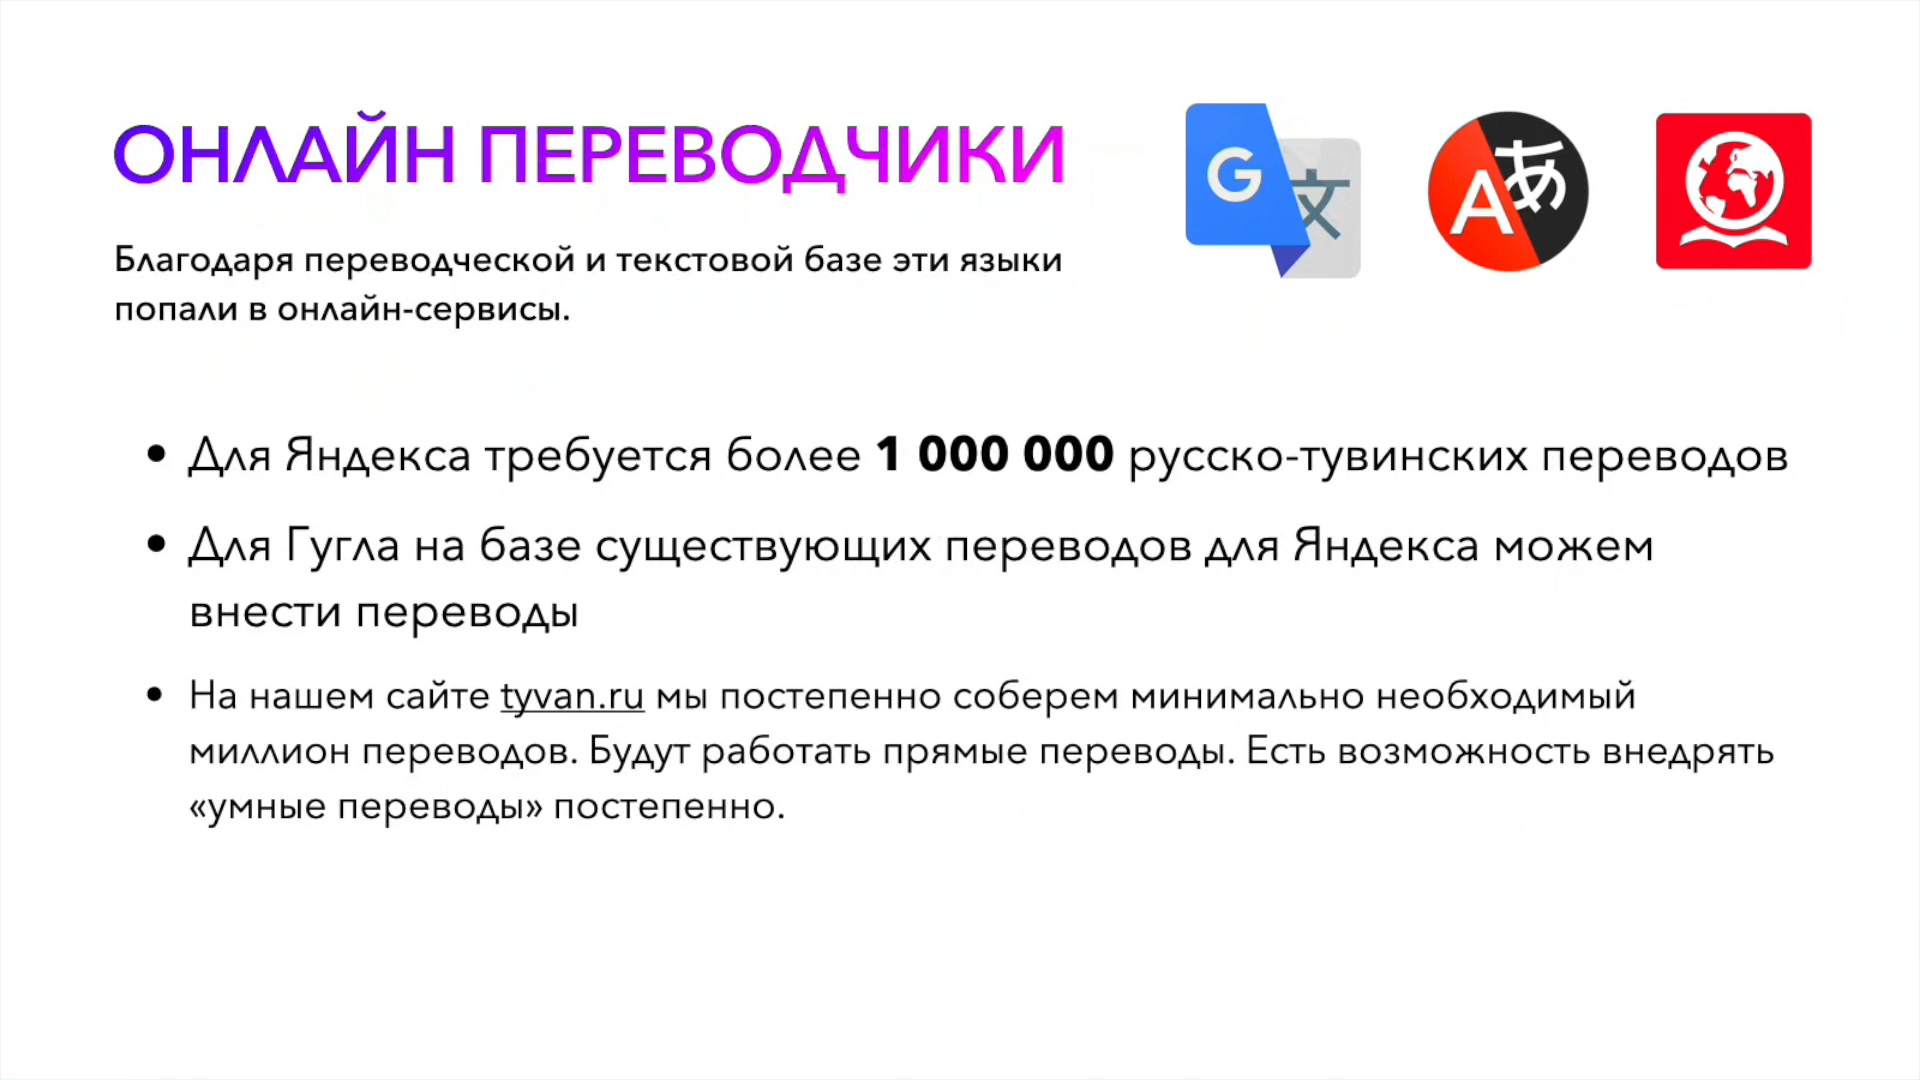 ОНЛАЙН ПЕРЕВОДЧИКИ
Благодаря переводческой и текстовой базе эти языки
попали в онлайн-сервисы.
G 文
A あ
• Для Яндекса требуется более 1 000 000 русско-тувинских переводов
• Для Гугла на базе существующих переводов для Яндекса можем
внести переводы
• На нашем сайте tyvan.ru мы постепенно соберем минимально необходимый
миллион переводов. Будут работать прямые переводы. Есть возможность внедрять
«умные переводы» постепенно.